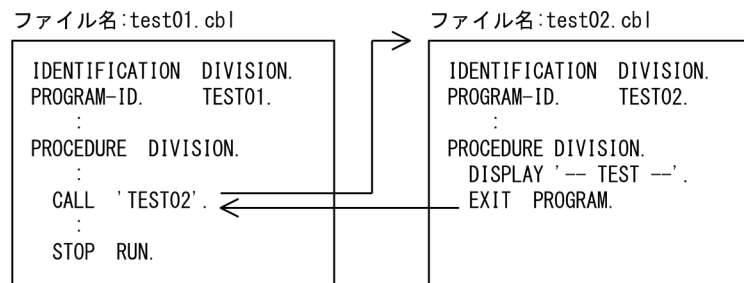 ファイル名:test01.cbl
IDENTIFICATION DIVISION.
PROGRAM-ID. TEST01.
:
PROCEDURE DIVISION.
:
CALL 'TEST02'.
:
STOP RUN.
ファイル名:test02.cbl
IDENTIFICATION DIVISION.
PROGRAM-ID. TEST02.
:
PROCEDURE DIVISION.
DISPLAY '-- TEST --'.
EXIT PROGRAM.